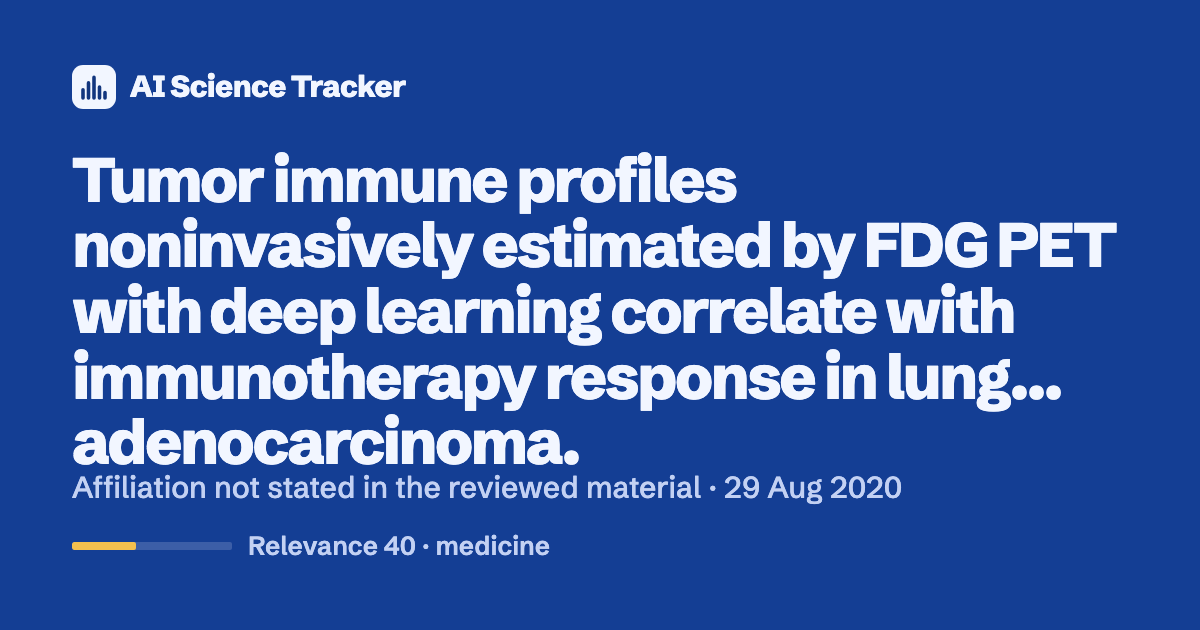 AI Science Tracker
Tumor immune profiles
noninvasively estimated by FDG PET
with deep learning correlate with
immunotherapy response in lung...
adenocarcinoma.
Affiliation not stated in the reviewed material · 29 Aug 2020
Relevance 40 · medicine